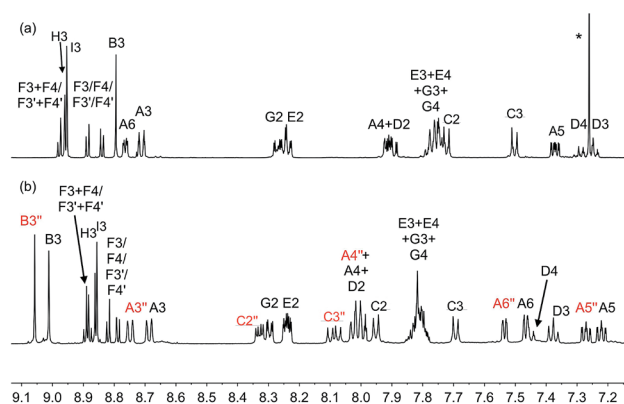 (a)
H3
I3
B3
F3+F4/
F3'+F4'
F3/F4/
F3'/F4'
A6
A3
G2
E2
A4+D2
E3+E4
+G3+
G4
C2
C3
A5
*
D4
D3
(b)
B3"
B3
F3+F4/
F3'+F4'
H3
I3
F3/
F4/
F3'/
F4'
A3"
A3
C2"
G2
E2
C3"
A4"+
A4+
D2
C2
E3+E4
+G3+
G4
C3
A6"
A6
D4
D3
A5"
A5
9.1 9.0 8.9 8.8 8.7 8.6 8.5 8.4 8.3 8.2 8.1 8.0 7.9 7.8 7.7 7.6 7.5 7.4 7.3 7.2